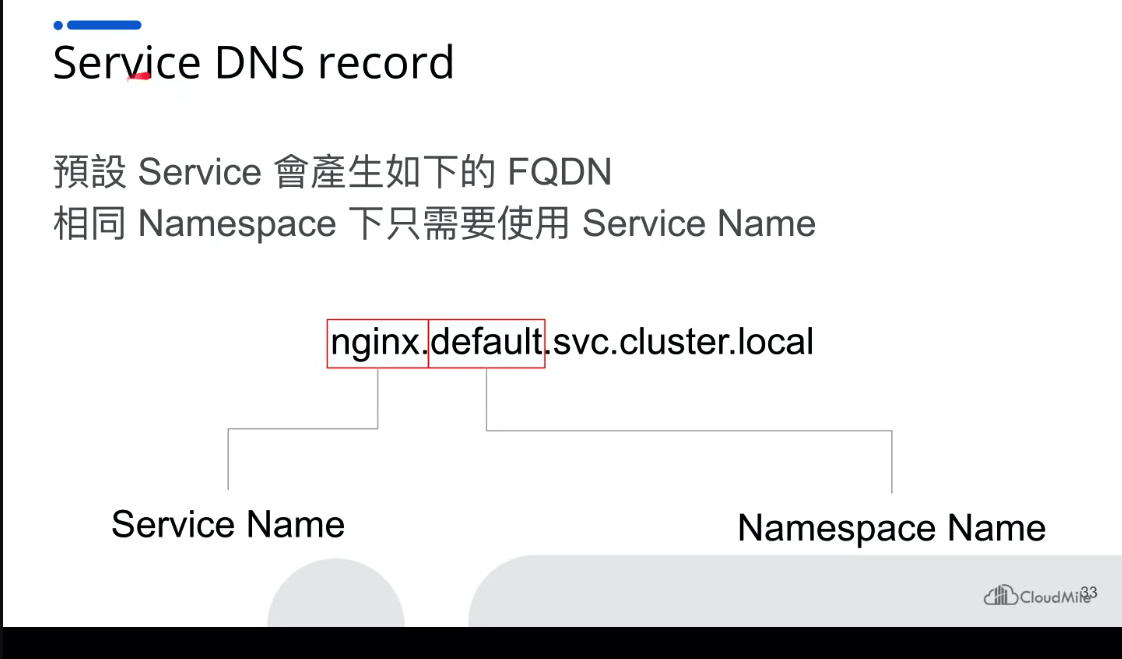 Service DNS record
預設 Service 會產生如下的 FQDN
相同 Namespace 下只需要使用 Service Name
nginx.default.svc.cluster.local
Service Name
Namespace Name
CloudMile
33